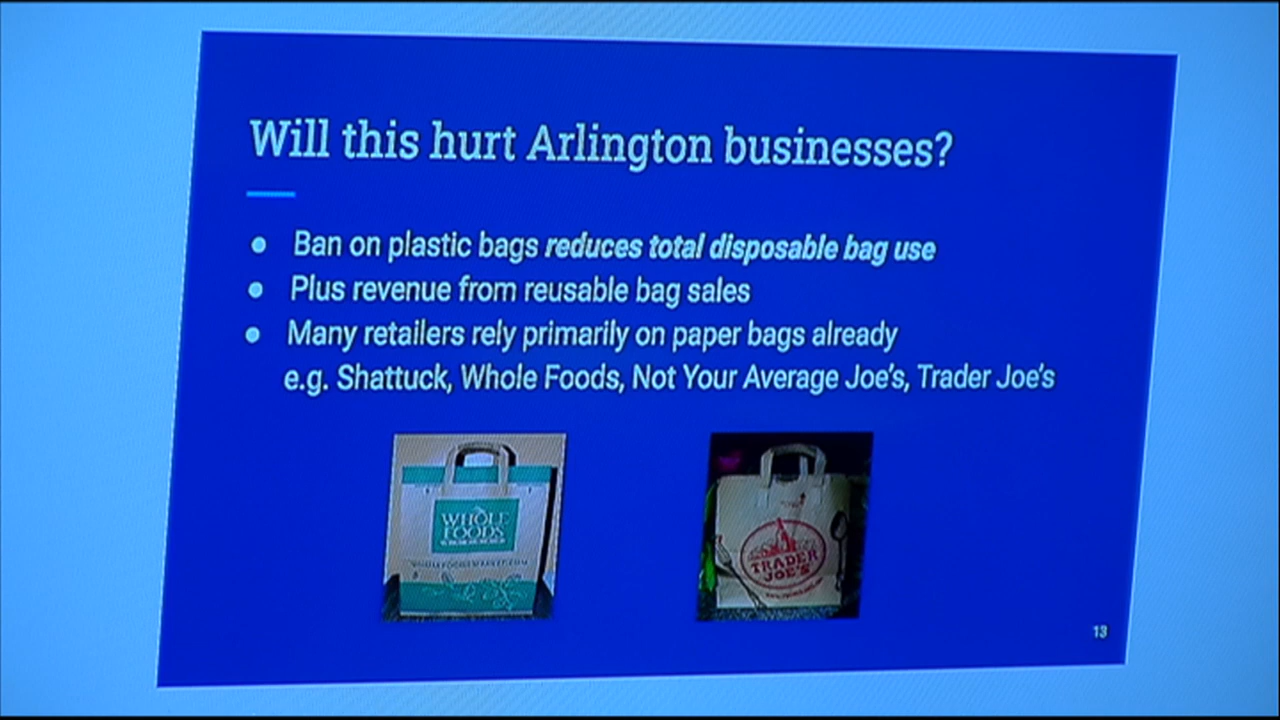 Will this hurt Arlington businesses?
Ban on plastic bags reduces total disposable bag use
Plus revenue from reusable bag sales
Many retailers rely primarily on paper bags already
e.g. Shattuck, Whole Foods, Not Your Average Joe's, Trader Joe's
WHOLE
FOODS
TRADER
JOE'S
13